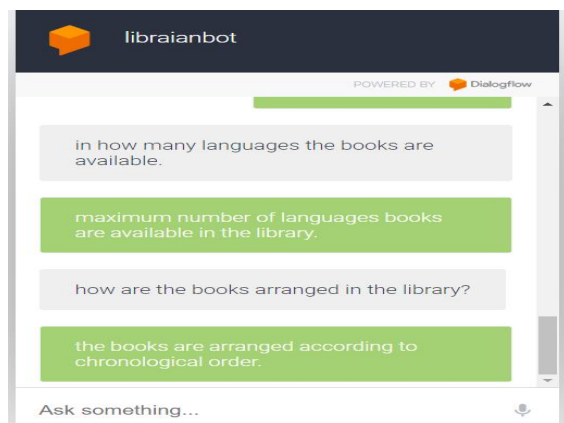 libraianbot
POWERED BY Dialogflow
in how many languages the books are
available.
maximum number of languages books
are available in the library.
how are the books arranged in the library?
the books are arranged according to
chronological order.
Ask something...